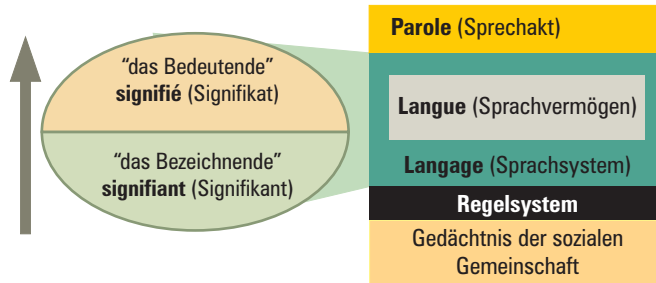 “das Bedeutende”
signifié (Signifikat)
“das Bezeichnende”
signifiant (Signifikant)
Parole (Sprechakt)
Langue (Sprachvermögen)
Langage (Sprachsystem)
Regelsystem
Gedächtnis der sozialen
Gemeinschaft